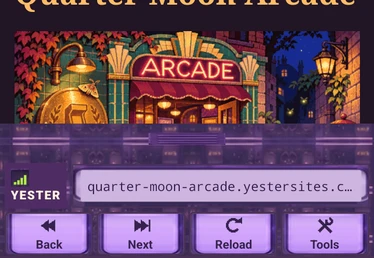 Quarter Moon Arcade
ARCADE
YESTER
quarter-moon-arcade.yestersites.c…
Back
Next
Reload
Tools